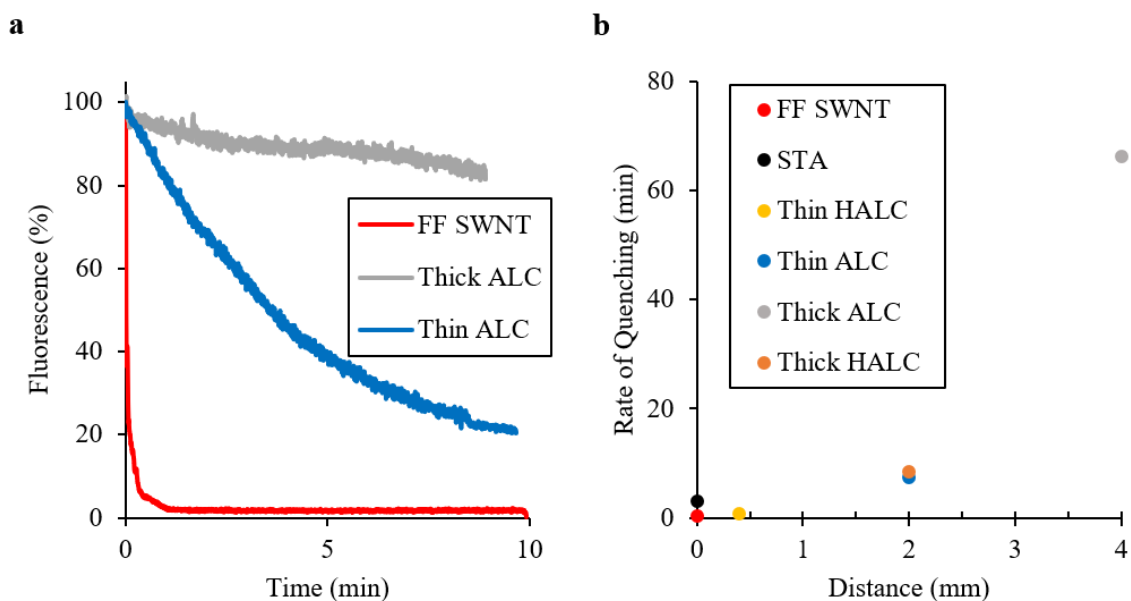 a
100
80
60
40
20
0
Fluorescence (%)
FF SWNT
Thick ALC
Thin ALC
0
5
10
Time (min)
b
80
60
40
20
0
Rate of Quenching (min)
FF SWNT
STA
Thin HALC
Thin ALC
Thick ALC
Thick HALC
0
1
2
3
4
Distance (mm)